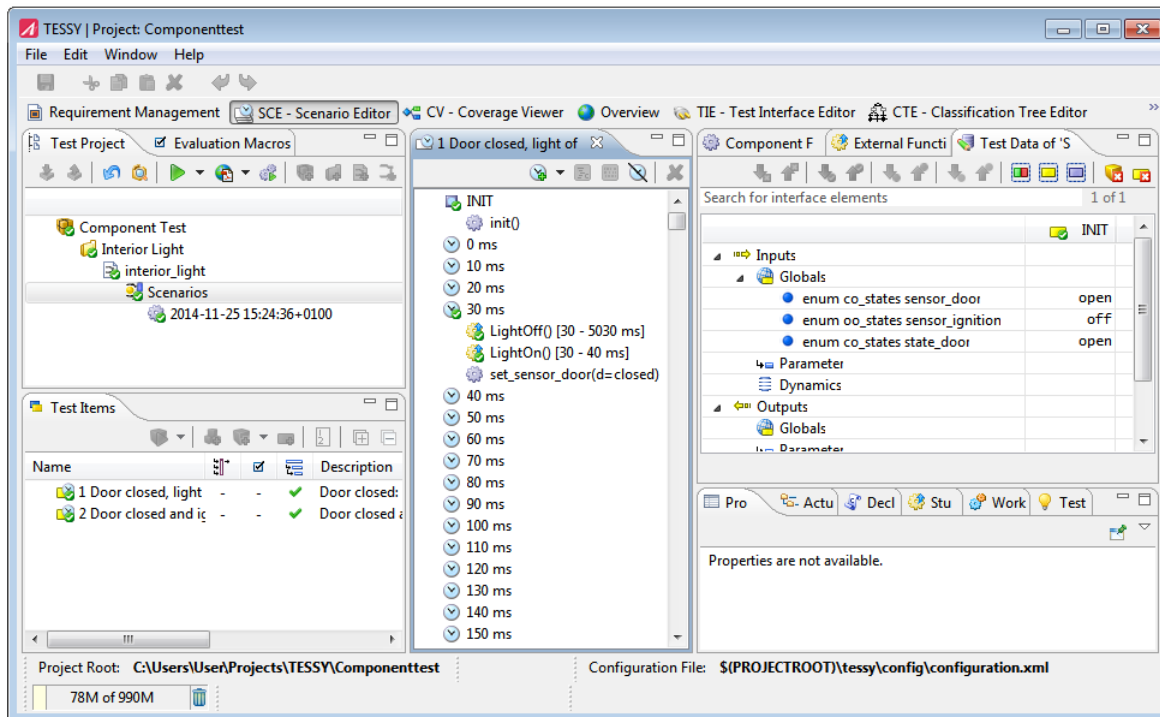 TESSY | Project: Componenttest
File Edit Window Help
Requirement Management SCE - Scenario Editor CV - Coverage Viewer Overview TIE - Test Interface Editor CTE - Classification Tree Editor »
Test Project Evaluation Macros
Component Test
Interior Light
interior_light
Scenarios
2014-11-25 15:24:36+0100
Test Items
Name Description
1 Door closed, light - - Door closed:
2 Door closed and ig - - Door closed a
1 Door closed, light of
INIT
init()
0 ms
10 ms
20 ms
30 ms
LightOff() [30 - 5030 ms]
LightOn() [30 - 40 ms]
set_sensor_door(d=closed)
40 ms
50 ms
60 ms
70 ms
80 ms
90 ms
100 ms
110 ms
120 ms
130 ms
140 ms
150 ms
Component F External Functi Test Data of 'S
Search for interface elements 1 of 1
INIT
Inputs
Globals
enum co_states sensor_door open
enum oo_states sensor_ignition off
enum co_states state_door open
Parameter
Dynamics
Outputs
Globals
Parameter
Pro Actu Decl Stu Work Test
Properties are not available.
Project Root: C:\Users\User\Projects\TESSY\Componenttest Configuration File: $(PROJECTROOT)\tessy\config\configuration.xml
78M of 990M